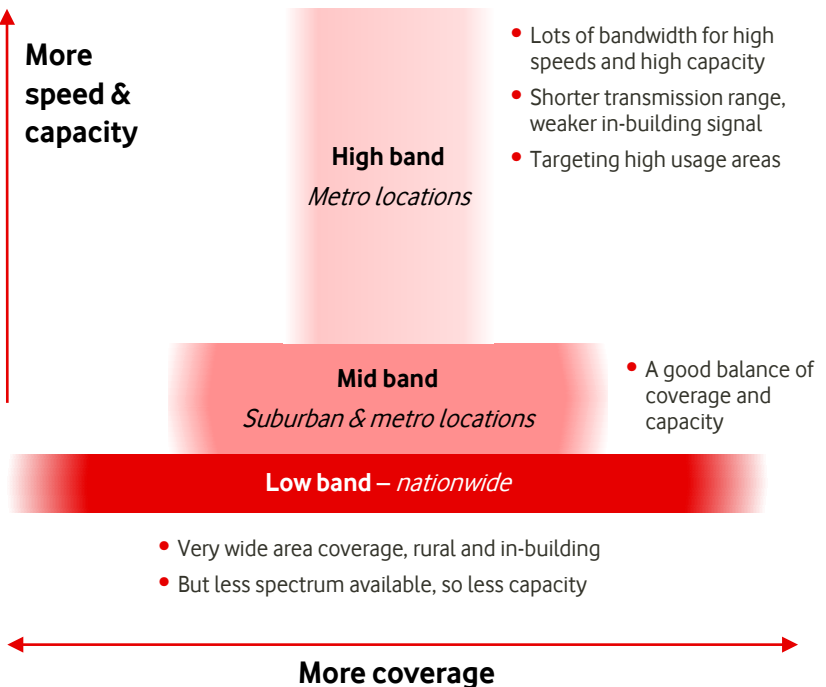 More
speed &
capacity
• Lots of bandwidth for high
speeds and high capacity
• Shorter transmission range,
weaker in-building signal
• Targeting high usage areas
High band
Metro locations
Mid band
Suburban & metro locations
• A good balance of
coverage and
capacity
Low band – nationwide
• Very wide area coverage, rural and in-building
• But less spectrum available, so less capacity
More coverage